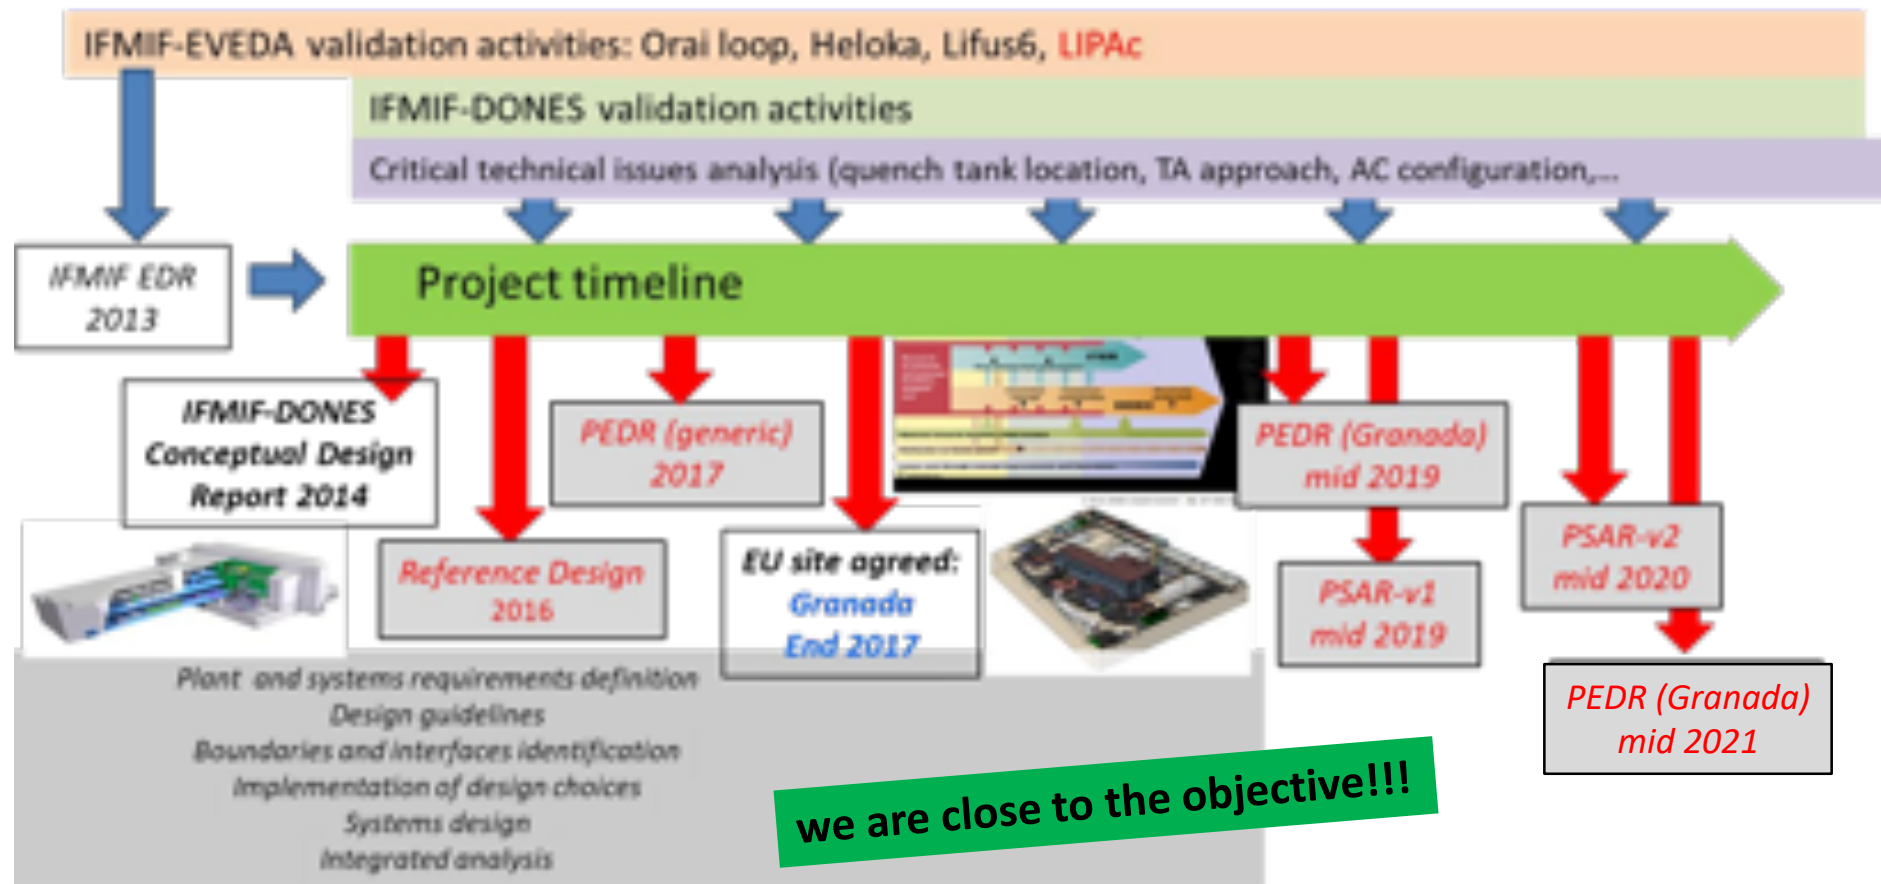 IFMIF-EVEDA validation activities: Orai loop, Heloka, Lifus6, LIPAc
IFMIF-DONES validation activities
Critical technical issues analysis (quench tank location, TA approach, AC configuration,...
IFMIF EDR
2013
Project timeline
IFMIF-DONES
Conceptual Design
Report 2014
Reference Design
2016
PEDR (generic)
2017
EU site agreed:
Granada
End 2017
PEDR (Granada)
mid 2019
PSAR-v1
mid 2019
PSAR-v2
mid 2020
PEDR (Granada)
mid 2021
Plant and systems requirements definition
Design guidelines
Boundaries and interfaces identification
Implementation of design choices
Systems design
Integrated analysis
we are close to the objective!!!